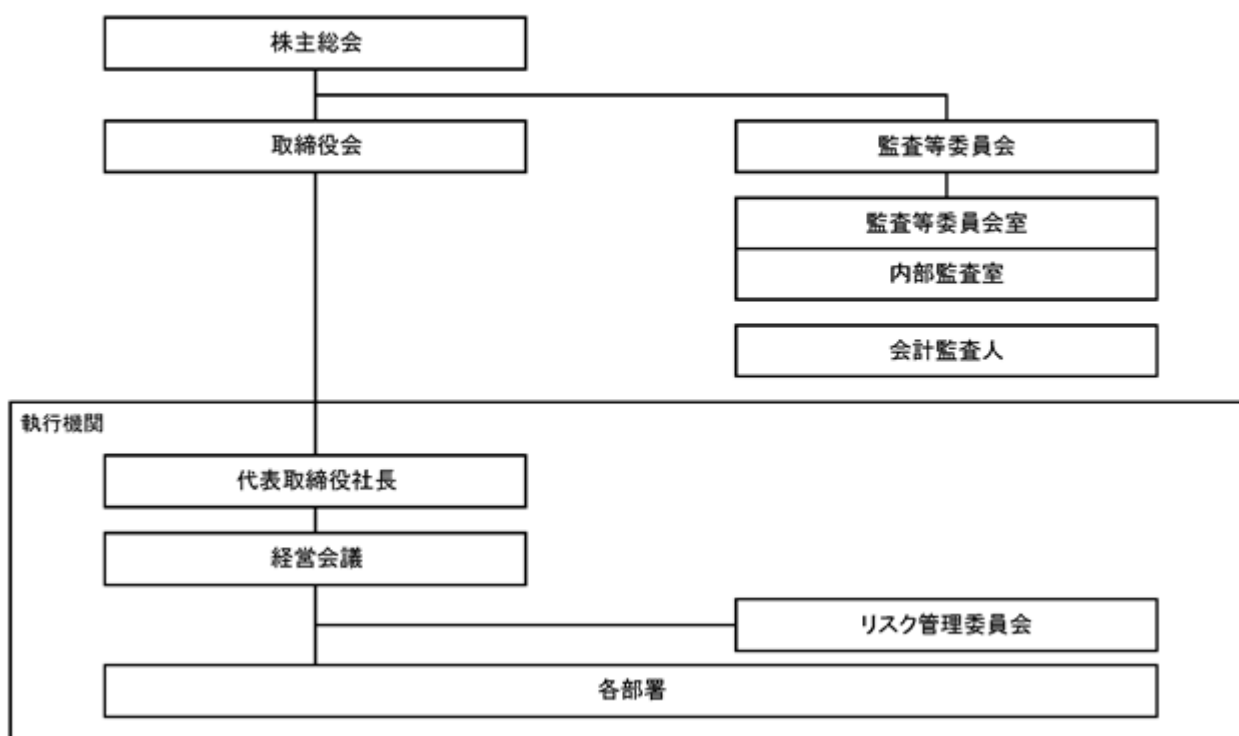 株主総会
取締役会
監査等委員会
監査等委員会室
内部監査室
会計監査人
執行機関
代表取締役社長
経営会議
リスク管理委員会
各部署